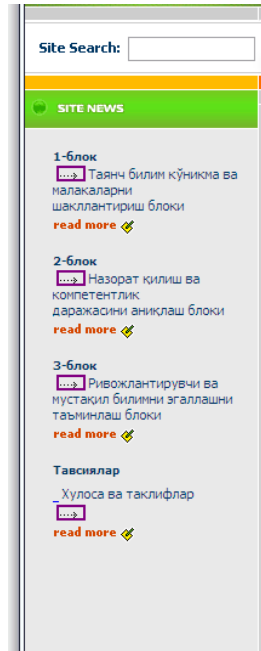 Site Search:
SITE NEWS
1-блок
Таянч билим кўникма ва
малакаларни
шакллантириш блоки
read more
2-блок
Назорат қилиш ва
компетентлик
даражасини аниқлаш блоки
read more
3-блок
Ривожлантирувчи ва
мустақил билимни эгаллашни
таъминлаш блоки
read more
Тавсиялар
_ Хулоса ва таклифлар
read more